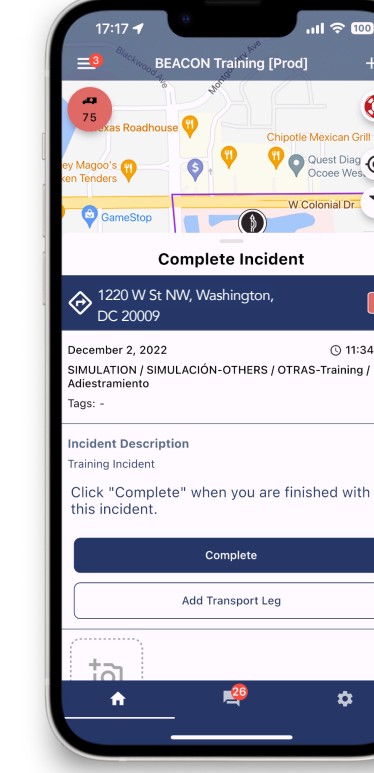 17:17
100
3
BEACON Training [Prod]
Blackwood Ave
Montgomery Ave
75
xas Roadhouse
Chipotle Mexican Grill
ey Magoo's
ken Tenders
Quest Diag
Ocoee Wes
W Colonial Dr
GameStop
Complete Incident
1220 W St NW, Washington,
DC 20009
December 2, 2022
11:34
SIMULATION / SIMULACIÓN-OTHERS / OTRAS-Training /
Adiestramiento
Tags: -
Incident Description
Training Incident
Click "Complete" when you are finished with
this incident.
Complete
Add Transport Leg
26